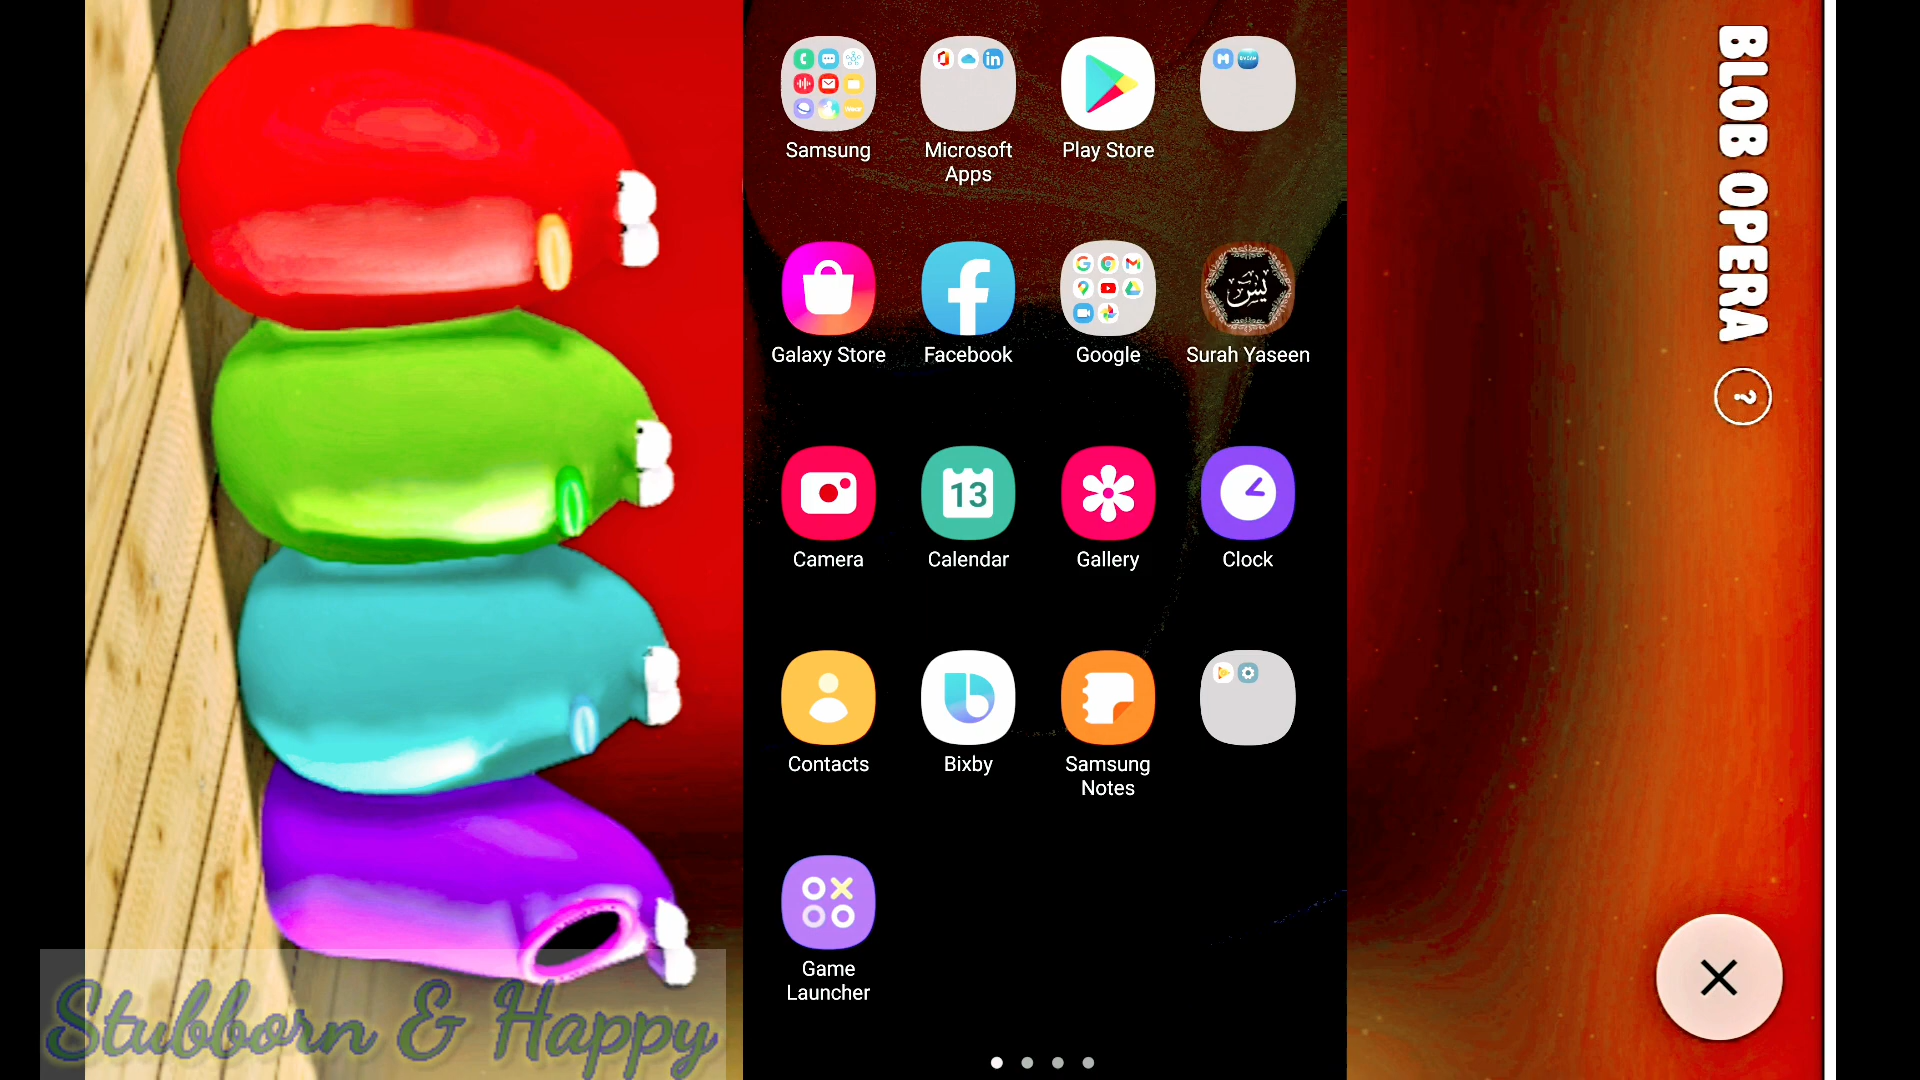 Samsung
Microsoft
Apps
Play Store
Galaxy Store
Facebook
Google
يس
Surah Yaseen
Camera
13
Calendar
Gallery
Clock
Contacts
Bixby
Samsung
Notes
Game
Launcher
BLOB OPERA ?
Stubborn & Happy